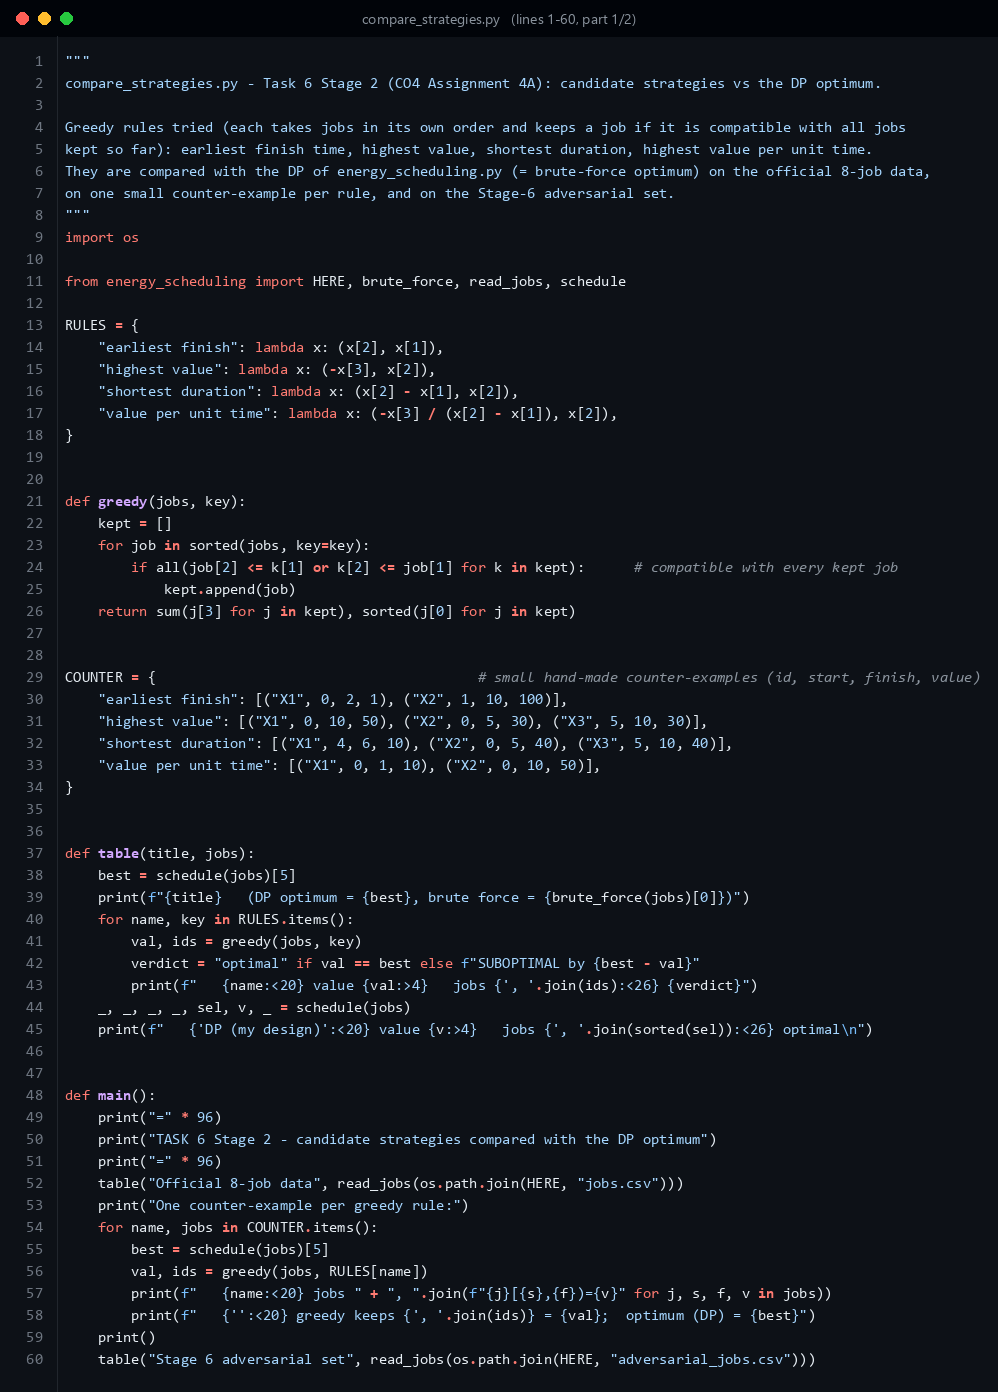 compare_strategies.py   (lines 1-60, part 1/2)
1 """
2 compare_strategies.py - Task 6 Stage 2 (CO4 Assignment 4A): candidate strategies vs the DP optimum.
3
4 Greedy rules tried (each takes jobs in its own order and keeps a job if it is compatible with all jobs
5 kept so far): earliest finish time, highest value, shortest duration, highest value per unit time.
6 They are compared with the DP of energy_scheduling.py (= brute-force optimum) on the official 8-job data,
7 on one small counter-example per rule, and on the Stage-6 adversarial set.
8 """
9 import os
10
11 from energy_scheduling import HERE, brute_force, read_jobs, schedule
12
13 RULES = {
14     "earliest finish": lambda x: (x[2], x[1]),
15     "highest value": lambda x: (-x[3], x[2]),
16     "shortest duration": lambda x: (x[2] - x[1], x[2]),
17     "value per unit time": lambda x: (-x[3] / (x[2] - x[1]), x[2]),
18 }
19
20
21 def greedy(jobs, key):
22     kept = []
23     for job in sorted(jobs, key=key):
24         if all(job[2] <= k[1] or k[2] <= job[1] for k in kept):      # compatible with every kept job
25             kept.append(job)
26     return sum(j[3] for j in kept), sorted(j[0] for j in kept)
27
28
29 COUNTER = {                                       # small hand-made counter-examples (id, start, finish, value)
30     "earliest finish": [("X1", 0, 2, 1), ("X2", 1, 10, 100)],
31     "highest value": [("X1", 0, 10, 50), ("X2", 0, 5, 30), ("X3", 5, 10, 30)],
32     "shortest duration": [("X1", 4, 6, 10), ("X2", 0, 5, 40), ("X3", 5, 10, 40)],
33     "value per unit time": [("X1", 0, 1, 10), ("X2", 0, 10, 50)],
34 }
35
36
37 def table(title, jobs):
38     best = schedule(jobs)[5]
39     print(f"{title}   (DP optimum = {best}, brute force = {brute_force(jobs)[0]})")
40     for name, key in RULES.items():
41         val, ids = greedy(jobs, key)
42         verdict = "optimal" if val == best else f"SUBOPTIMAL by {best - val}"
43         print(f"   {name:<20} value {val:>4}   jobs {', '.join(ids):<26} {verdict}")
44     _, _, _, _, sel, v, _ = schedule(jobs)
45     print(f"   {'DP (my design)':<20} value {v:>4}   jobs {', '.join(sorted(sel)):<26} optimal\n")
46
47
48 def main():
49     print("=" * 96)
50     print("TASK 6 Stage 2 - candidate strategies compared with the DP optimum")
51     print("=" * 96)
52     table("Official 8-job data", read_jobs(os.path.join(HERE, "jobs.csv")))
53     print("One counter-example per greedy rule:")
54     for name, jobs in COUNTER.items():
55         best = schedule(jobs)[5]
56         val, ids = greedy(jobs, RULES[name])
57         print(f"   {name:<20} jobs " + ", ".join(f"{j}[{s},{f})={v}" for j, s, f, v in jobs))
58         print(f"   {'':<20} greedy keeps {', '.join(ids)} = {val};  optimum (DP) = {best}")
59     print()
60     table("Stage 6 adversarial set", read_jobs(os.path.join(HERE, "adversarial_jobs.csv")))